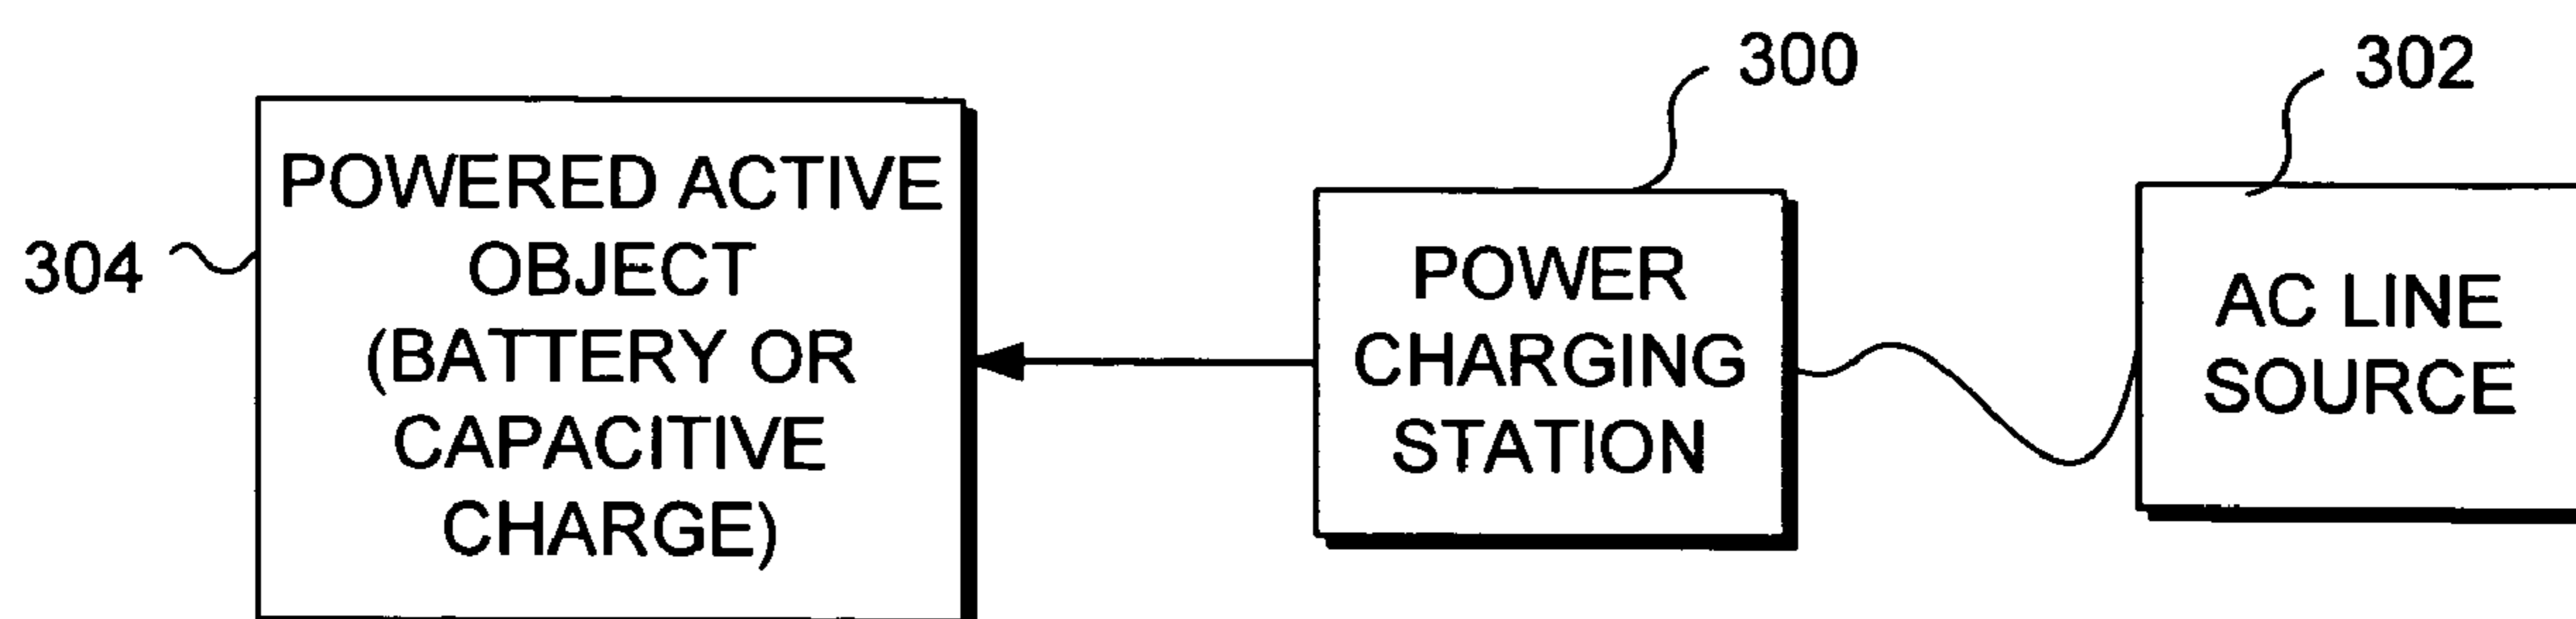 300
302
304
POWERED ACTIVE
OBJECT
(BATTERY OR
CAPACITIVE
CHARGE)
POWER
CHARGING
STATION
AC LINE
SOURCE